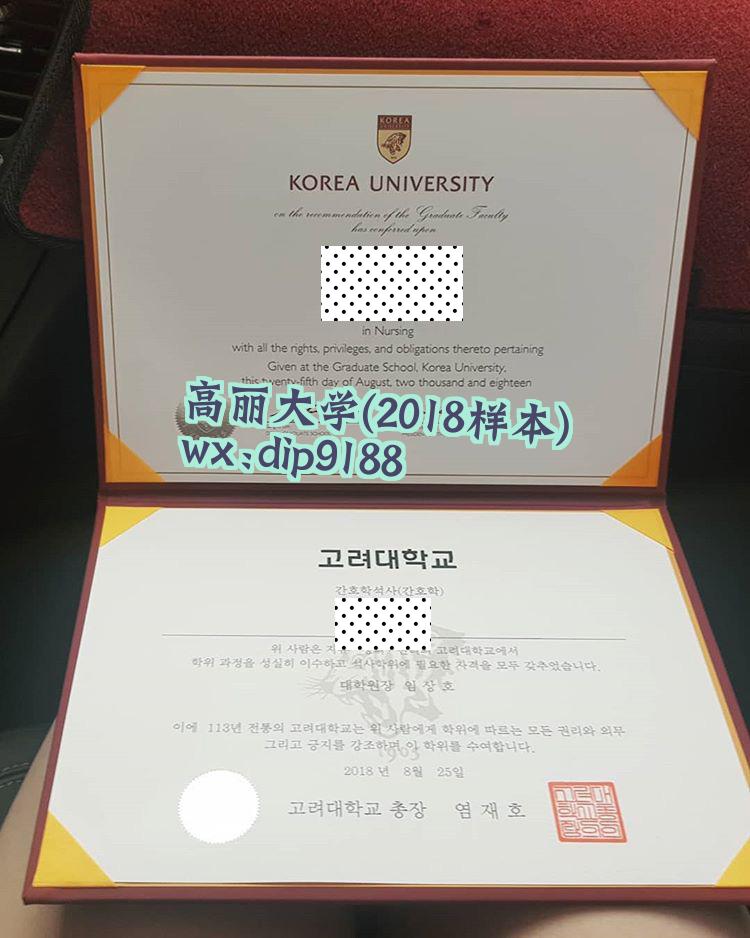 KOREA
UNIVERSITY
KOREA UNIVERSITY
on the recommendation of the Graduate Faculty
has conferred upon
in Nursing
with all the rights, privileges, and obligations thereto pertaining
Given at the Graduate School, Korea University,
this twenty-fifth day of August, two thousand and eighteen
高丽大学(2018样本)
wx:dip9188
고려대학교
간호학석사(간호학)
위 사람은 고려대학교에서
학위 과정을 성실히 이수하고 석사학위에 필요한 자격을 모두 갖추었습니다.
대학원장 임 상 호
이에 113년 전통의 고려대학교는 위 사람에게 학위에 따르는 모든 권리와 의무
그리고 긍지를 강조하면 이 학위를 수여합니다.
1905
2018 년 8월 25일
고려대학교 총장 염 재 호